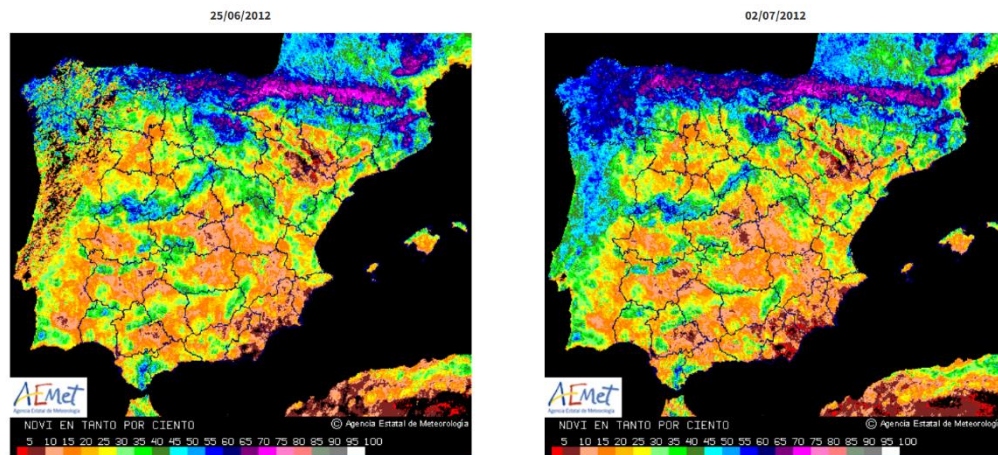 25/06/2012
02/07/2012
AEMet
Agencia Estatal de Meteorología
NDVI EN TANTO POR CIENTO
© Agencia Estatal de Meteorología
5 10 15 20 25 30 35 40 45 50 55 60 65 70 75 80 85 90 95 100
AEMet
Agencia Estatal de Meteorología
NDVI EN TANTO POR CIENTO
© Agencia Estatal de Meteorología
5 10 15 20 25 30 35 40 45 50 55 60 65 70 75 80 85 90 95 100